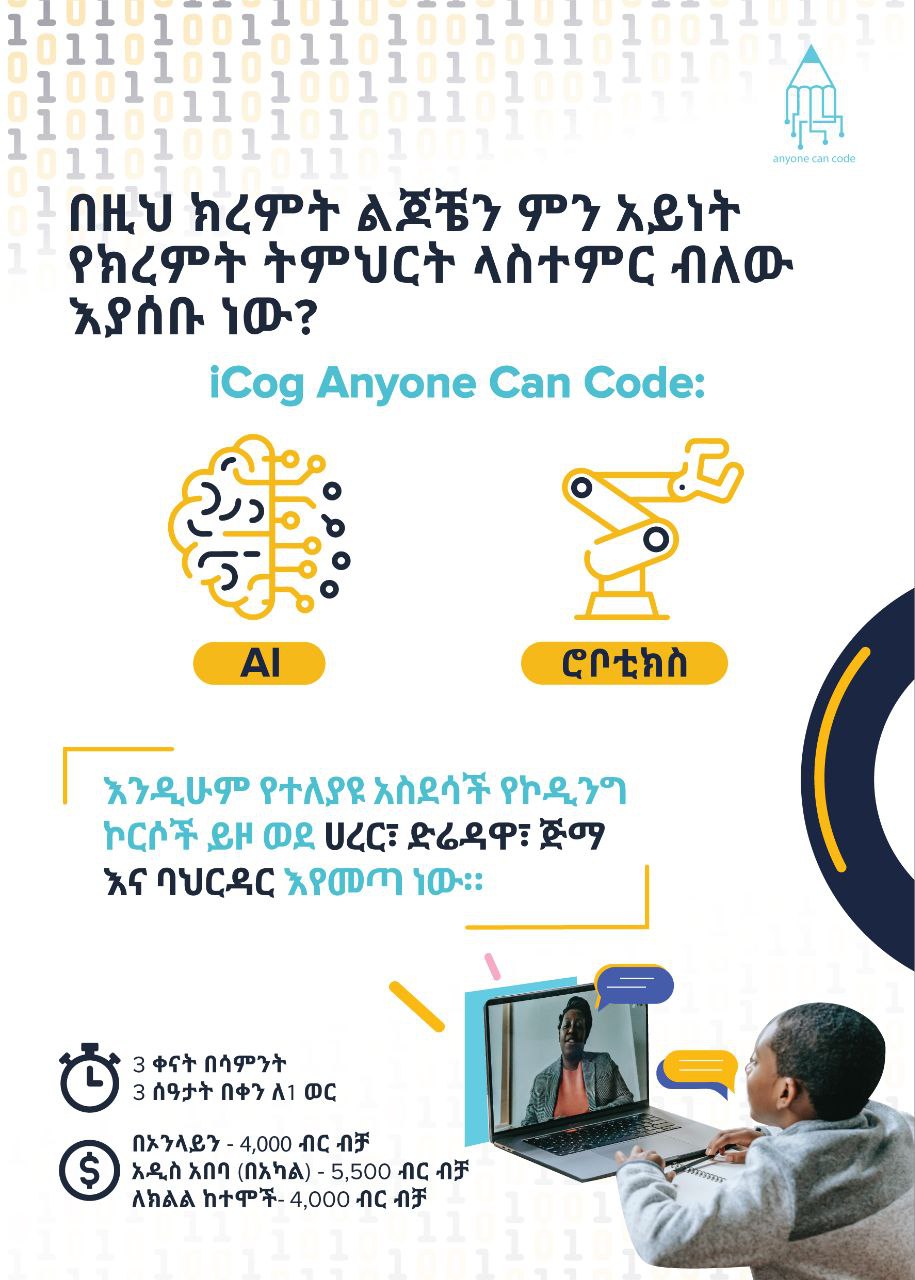 anyone can code
በዚህ ክረምት ልጆቼን ምን አይነት
የክረምት ትምህርት ላስተምር ብለው
እያሰቡ ነው?
iCog Anyone Can Code:
AI
ሮቦቲክስ
እንዲሁም የተለያዩ አስደሳች የኮዲንግ
ኮርሶች ይዞ ወደ ሀረር፣ ድሬዳዋ፣ ጅማ
እና ባህርዳር እየመጣ ነው።
3 ቀናት በሳምንት
3 ሰዓታት በቀን ለ1 ወር
በኦንላይን - 4,000 ብር ብቻ
አዲስ አበባ (በአካል) - 5,500 ብር ብቻ
ለክልል ከተሞች- 4,000 ብር ብቻ